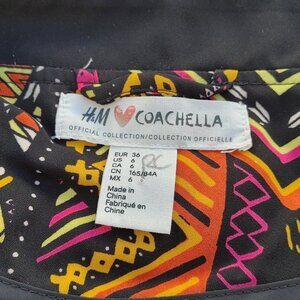 H&M COACHELLA
OFFICIAL COLLECTION/COLLECTION OFFICIELLE
EUR 36
US 6
CA 6
CN 165/84A
MX 6
Made in
China
Fabriqué en
Chine